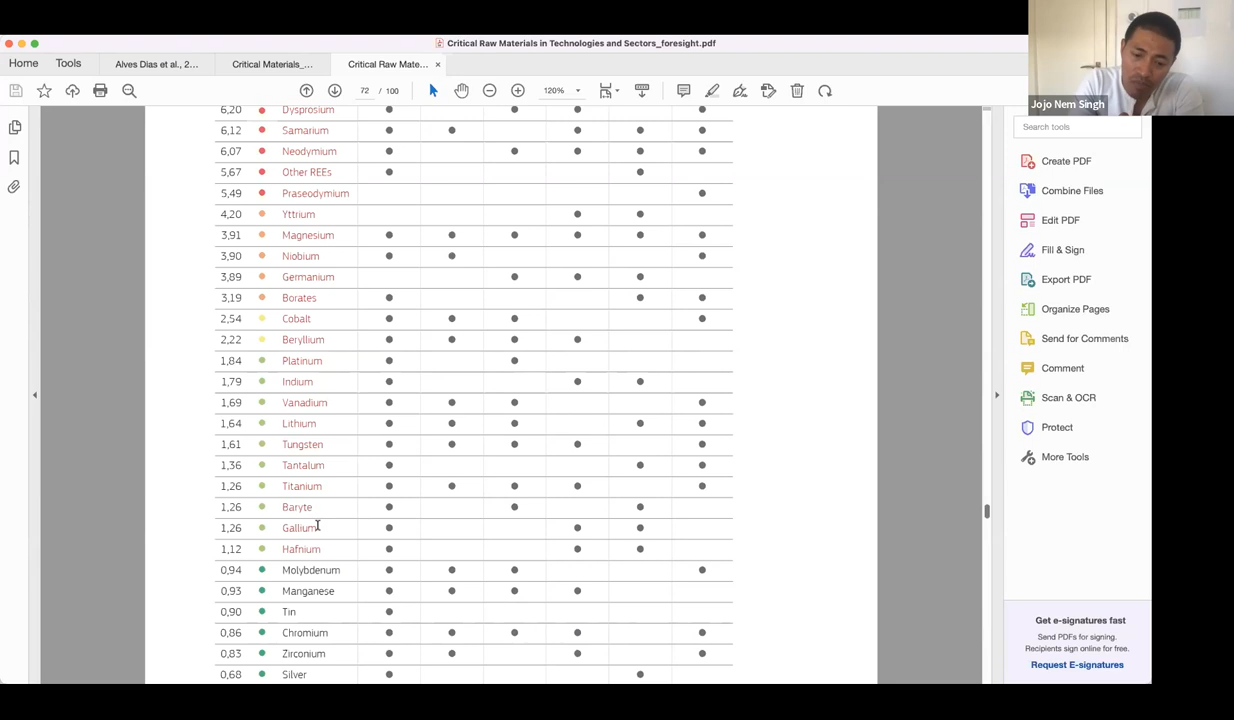 Critical Raw Materials in Technologies and Sectors_foresight.pdf
Home Tools Alves Dias et al., 2... Critical Materials_... Critical Raw Mate... ×
72 / 100 120%
Jojo Nem Singh
Search tools
Create PDF
Combine Files
Edit PDF
Fill & Sign
Export PDF
Organize Pages
Send for Comments
Comment
Scan & OCR
Protect
More Tools
Get e-signatures fast
Send PDFs for signing.
Recipients sign online for free.
Request E-signatures
6,20 Dysprosium
6,12 Samarium
6,07 Neodymium
5,67 Other REEs
5,49 Praseodymium
4,20 Yttrium
3,91 Magnesium
3,90 Niobium
3,89 Germanium
3,19 Borates
2,54 Cobalt
2,22 Beryllium
1,84 Platinum
1,79 Indium
1,69 Vanadium
1,64 Lithium
1,61 Tungsten
1,36 Tantalum
1,26 Titanium
1,26 Baryte
1,26 Gallium
1,12 Hafnium
0,94 Molybdenum
0,93 Manganese
0,90 Tin
0,86 Chromium
0,83 Zirconium
0,68 Silver